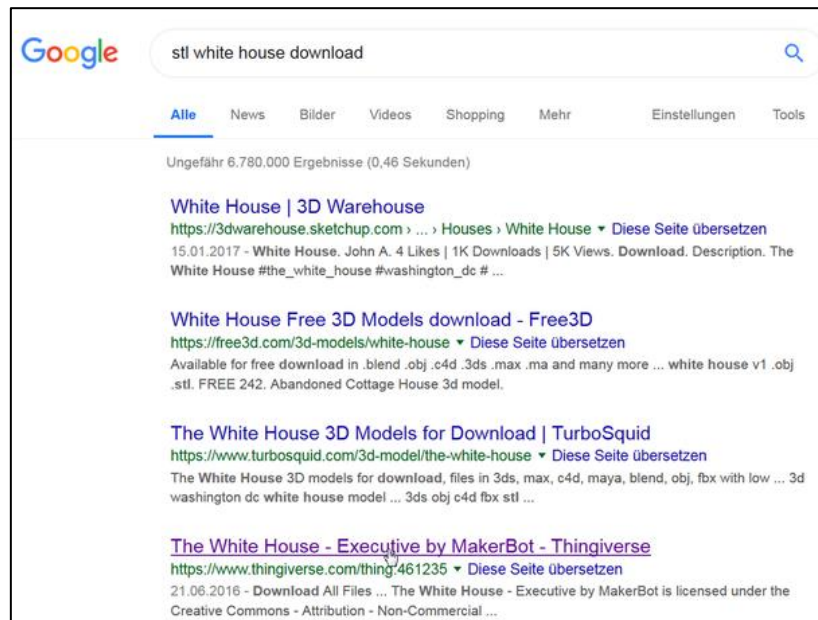 Google
stl white house download
Alle News Bilder Videos Shopping Mehr Einstellungen Tools
Ungefähr 6.780.000 Ergebnisse (0,46 Sekunden)
White House | 3D Warehouse
https://3dwarehouse.sketchup.com › ... › Houses › White House ▾ Diese Seite übersetzen
15.01.2017 - White House. John A. 4 Likes | 1K Downloads | 5K Views. Download. Description. The
White House #the_white_house #washington_dc # ...
White House Free 3D Models download - Free3D
https://free3d.com/3d-models/white-house ▾ Diese Seite übersetzen
Available for free download in .blend .obj .c4d .3ds .max .ma and many more ... white house v1 .obj
.stl. FREE 242. Abandoned Cottage House 3d model.
The White House 3D Models for Download | TurboSquid
https://www.turbosquid.com/3d-model/the-white-house ▾ Diese Seite übersetzen
The White House 3D models for download, files in 3ds, max, c4d, maya, blend, obj, fbx with low ... 3d
washington dc white house model ... 3ds obj c4d fbx stl ...
The White House - Executive by MakerBot - Thingiverse
https://www.thingiverse.com/thing:461235 ▾ Diese Seite übersetzen
21.06.2016 - Download All Files ... The White House - Executive by MakerBot is licensed under the
Creative Commons - Attribution - Non-Commercial ...